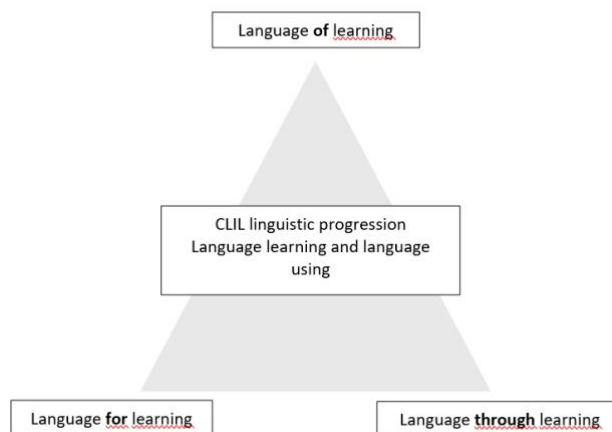 Language of learning
CLIL linguistic progression
Language learning and language
using
Language for learning
Language through learning